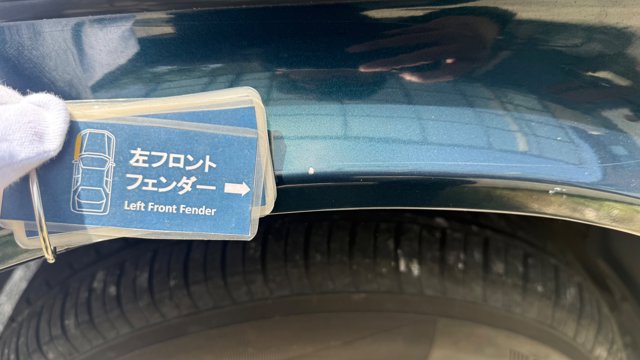 左フロント
フェンダー
Left Front Fender